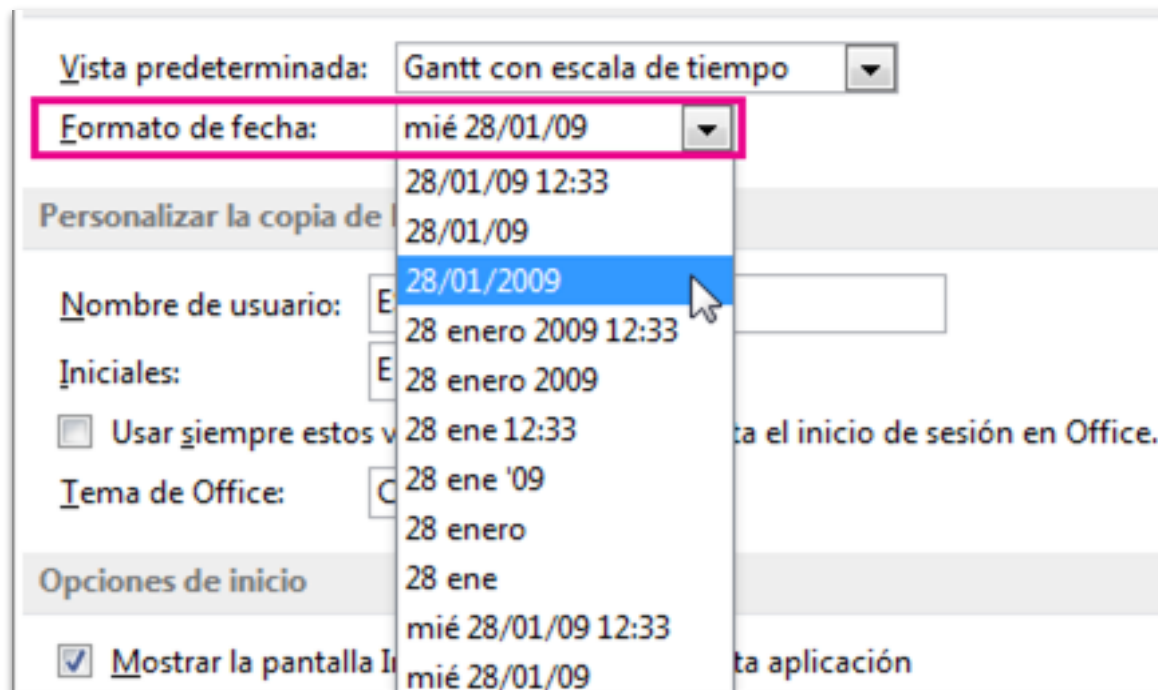 Vista predeterminada: Gantt con escala de tiempo
Formato de fecha: mié 28/01/09
28/01/09 12:33
Personalizar la copia de
28/01/09
28/01/2009
Nombre de usuario: E
28 enero 2009 12:33
Iniciales: E
28 enero 2009
Usar siempre estos v 28 ene 12:33 ta el inicio de sesión en Office.
28 ene '09
Tema de Office:
28 enero
Opciones de inicio
28 ene
mié 28/01/09 12:33
Mostrar la pantalla ta aplicación
mié 28/01/09